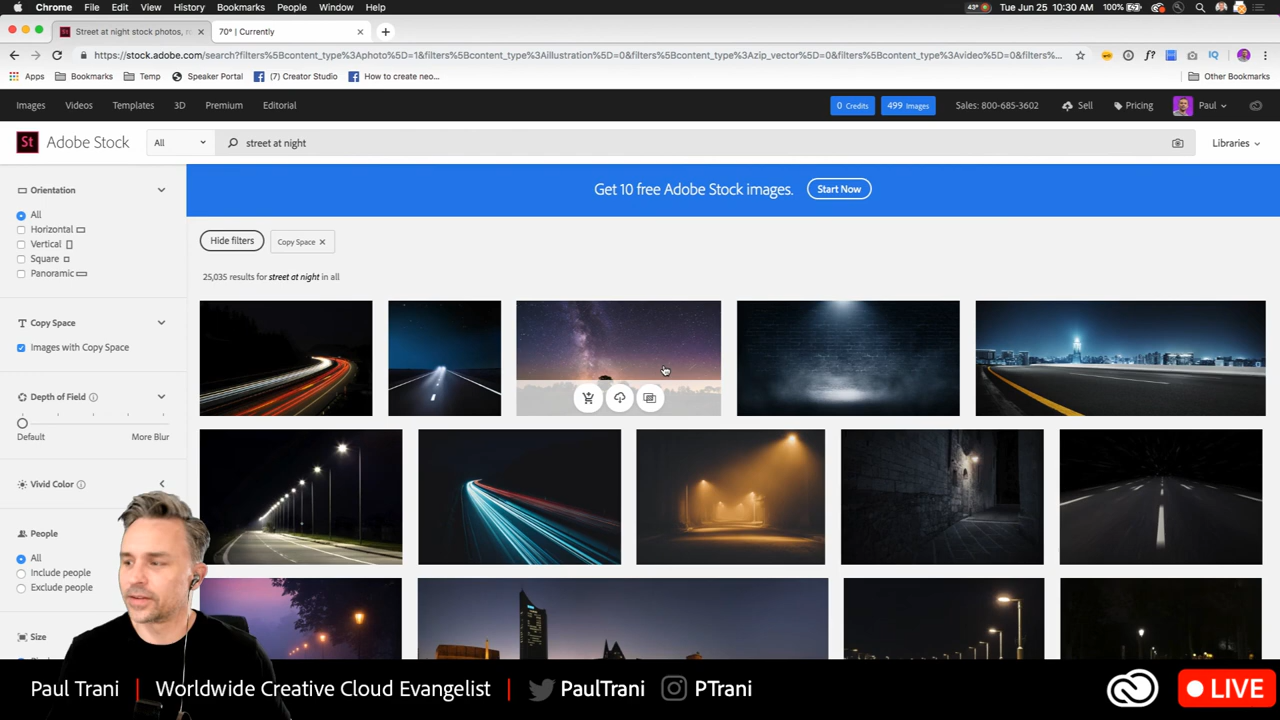 Chrome File Edit View History Bookmarks People Window Help 43° Tue Jun 25 10:30 AM 100%
Street at night stock photos, r 70° | Currently
https://stock.adobe.com/search?filters%5Bcontent_type%3Aphoto%5D=1&filters%5Bcontent_type%3Aillustration%5D=0&filters%5Bcontent_type%3Azip_vector%5D=0&filters%5Bcontent_type%3Avideo%5D=0&filters%5Bc...
Apps Bookmarks Temp Speaker Portal (7) Creator Studio How to create neo... Other Bookmarks
Images Videos Templates 3D Premium Editorial 0 Credits 499 Images Sales: 800-685-3602 Sell Pricing Paul
St Adobe Stock All street at night Libraries
Get 10 free Adobe Stock images. Start Now
Orientation
All
Horizontal
Vertical
Square
Panoramic
Copy Space
Images with Copy Space
Depth of Field
Default More Blur
Vivid Color
People
All
Include people
Exclude people
Size
Hide filters Copy Space
25,035 results for street at night in all
Paul Trani | Worldwide Creative Cloud Evangelist | PaulTrani PTrani LIVE